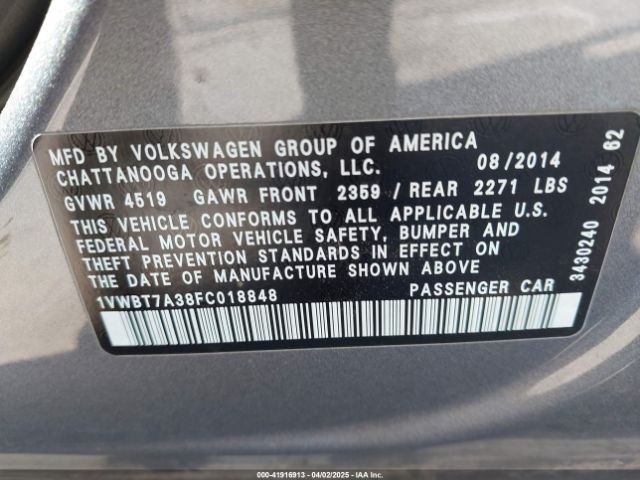 MFD BY VOLKSWAGEN GROUP OF AMERICA
CHATTANOOGA OPERATIONS, LLC. 08/2014
GVWR 4519 GAWR FRONT 2359 / REAR 2271 LBS
THIS VEHICLE CONFORMS TO ALL APPLICABLE U.S.
FEDERAL MOTOR VEHICLE SAFETY, BUMPER AND
THEFT PREVENTION STANDARDS IN EFFECT ON
THE DATE OF MANUFACTURE SHOWN ABOVE
1VWBT7A38FC018848 PASSENGER CAR
3430240 2014 62
000-41916913 - 04/02/2025 - IAA Inc.